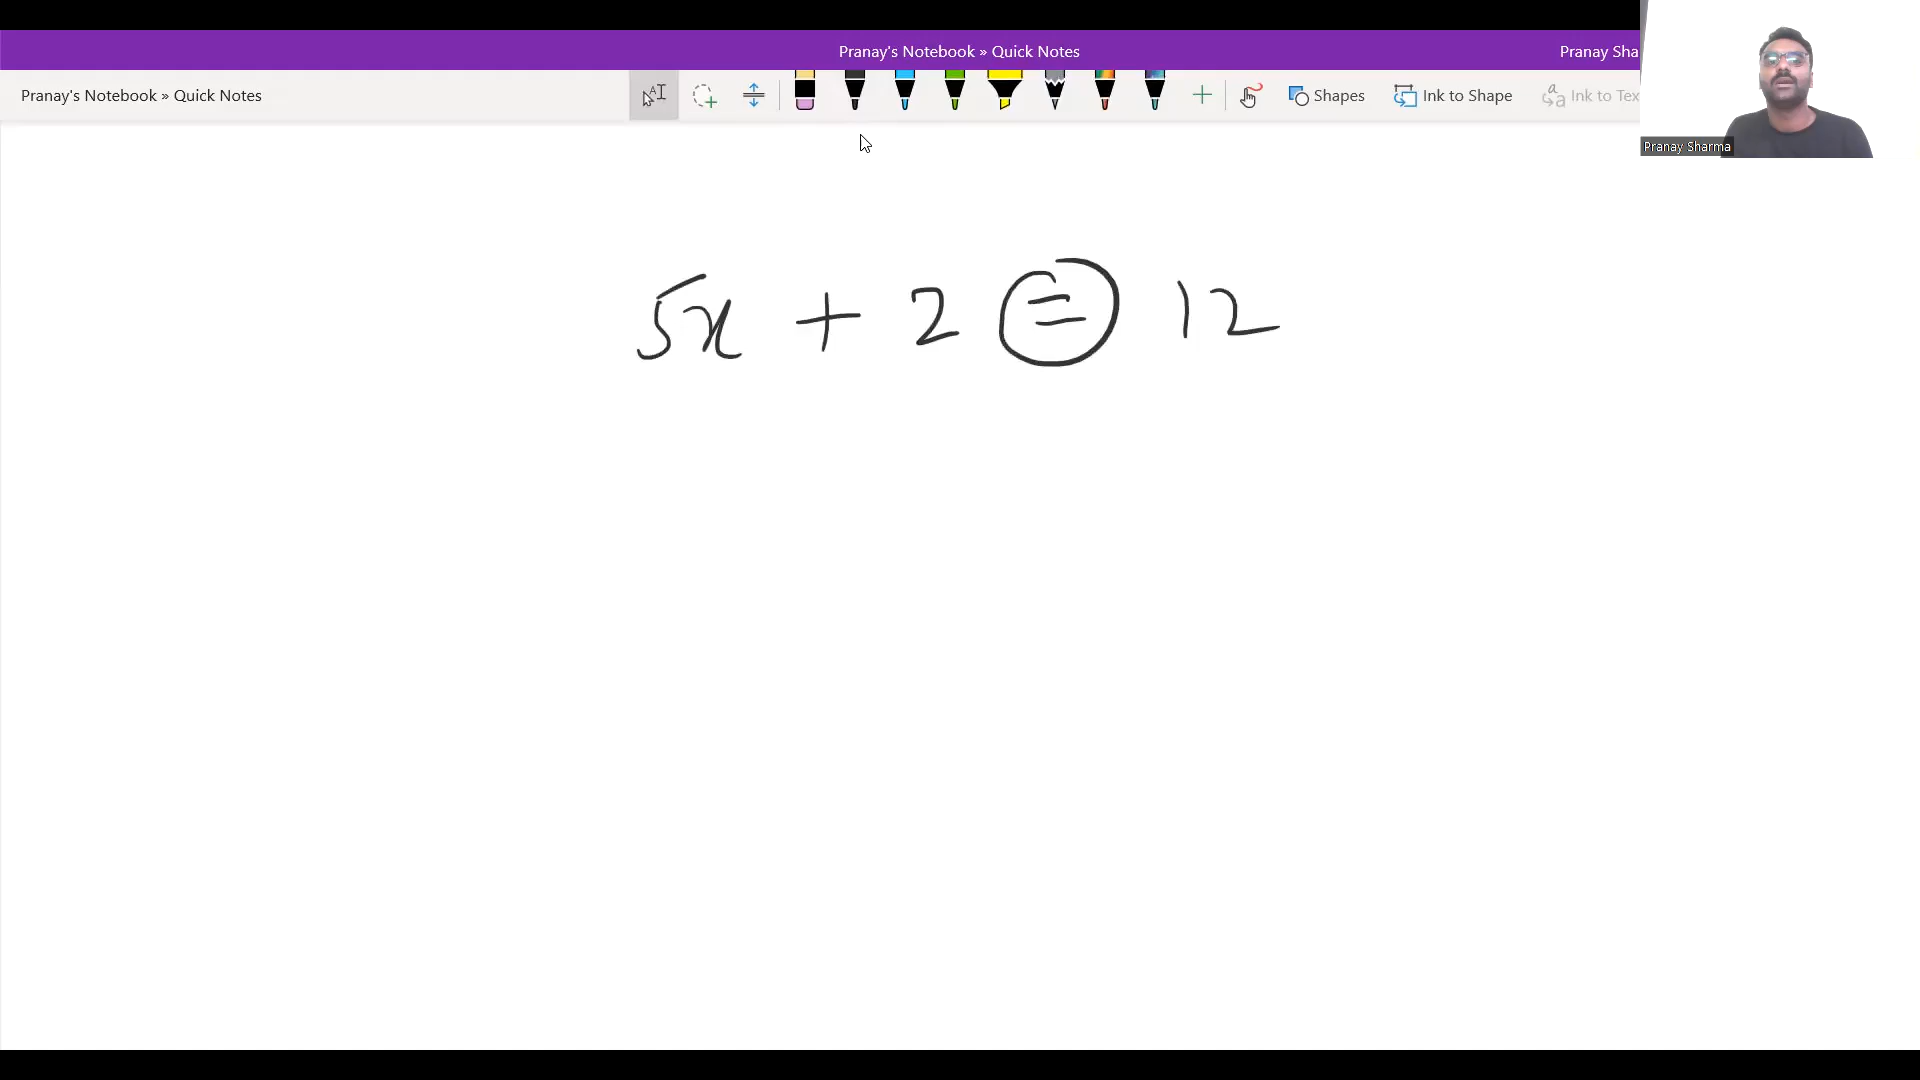 Pranay's Notebook » Quick Notes Pranay Sha
Pranay's Notebook » Quick Notes Shapes Ink to Shape Ink to Tex
Pranay Sharma
5x + 2 = 12